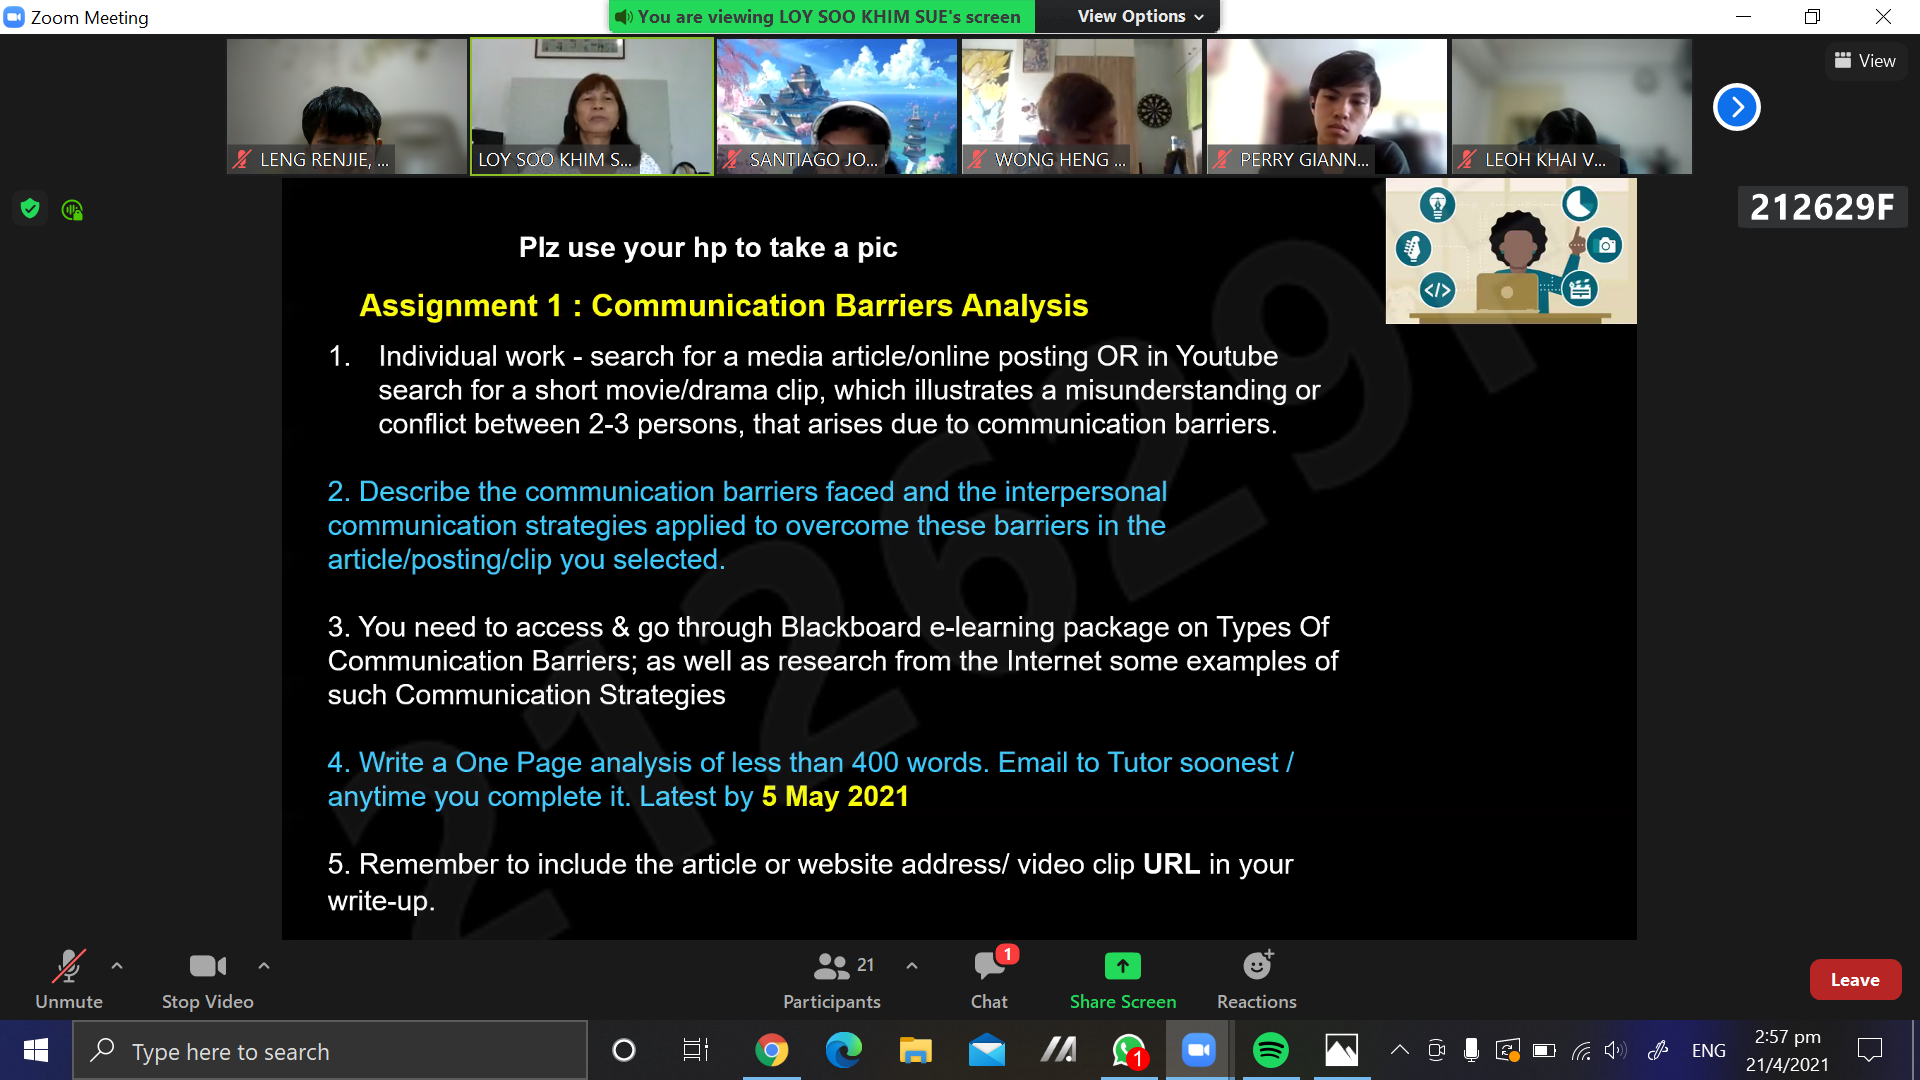 Zoom Meeting
You are viewing LOY SOO KHIM SUE's screen
View Options
View
LENG RENJIE, ...
LOY SOO KHIM S...
SANTIAGO JO...
WONG HENG ...
PERRY GIANN...
LEOH KHAI V...
212629F
Plz use your hp to take a pic
Assignment 1 : Communication Barriers Analysis
1. Individual work - search for a media article/online posting OR in Youtube
search for a short movie/drama clip, which illustrates a misunderstanding or
conflict between 2-3 persons, that arises due to communication barriers.
2. Describe the communication barriers faced and the interpersonal
communication strategies applied to overcome these barriers in the
article/posting/clip you selected.
3. You need to access & go through Blackboard e-learning package on Types Of
Communication Barriers; as well as research from the Internet some examples of
such Communication Strategies
4. Write a One Page analysis of less than 400 words. Email to Tutor soonest /
anytime you complete it. Latest by 5 May 2021
5. Remember to include the article or website address/ video clip URL in your
write-up.
212629F
</>
21
1
Unmute
Stop Video
Participants
Chat
Share Screen
Reactions
Leave
Type here to search
1
ENG
2:57 pm
21/4/2021